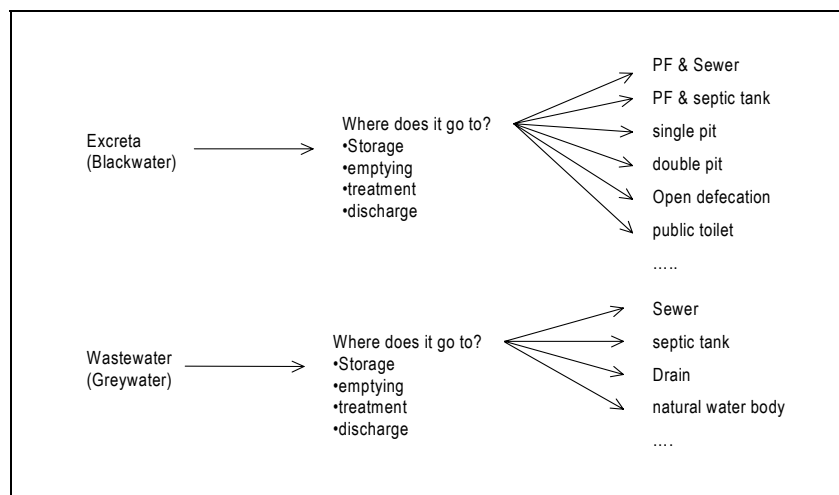 Excreta
(Blackwater)
Where does it go to?
•Storage
•emptying
•treatment
•discharge
PF & Sewer
PF & septic tank
single pit
double pit
Open defecation
public toilet
…..
Wastewater
(Greywater)
Where does it go to?
•Storage
•emptying
•treatment
•discharge
Sewer
septic tank
Drain
natural water body
….